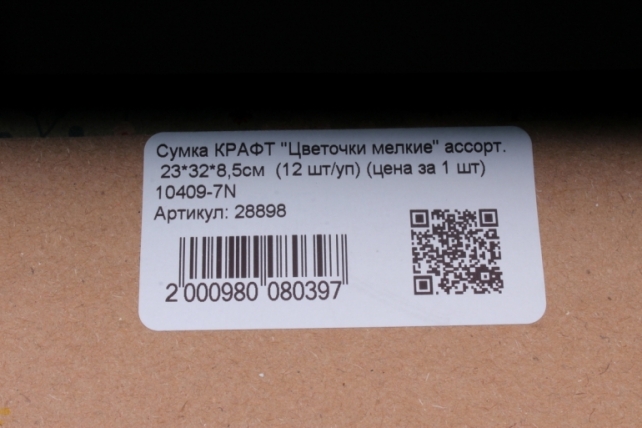 Сумка КРАФТ "Цветочки мелкие" ассорт.
23*32*8,5см (12 шт/уп) (цена за 1 шт)
10409-7N
Артикул: 28898
2 000980 080397